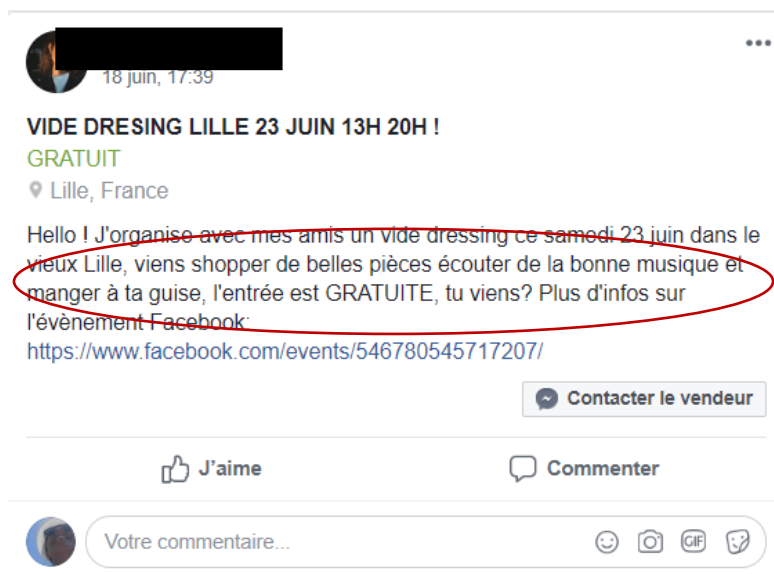 18 juin, 17:39
VIDE DRESING LILLE 23 JUIN 13H 20H !
GRATUIT
Lille, France
Hello ! J'organise avec mes amis un vide dressing ce samedi 23 juin dans le
vieux Lille, viens shopper de belles pièces écouter de la bonne musique et
manger à ta guise, l'entrée est GRATUITE, tu viens? Plus d'infos sur
l'évènement Facebook:
https://www.facebook.com/events/546780545717207/
Contacter le vendeur
J'aime
Commenter
Votre commentaire...
GIF